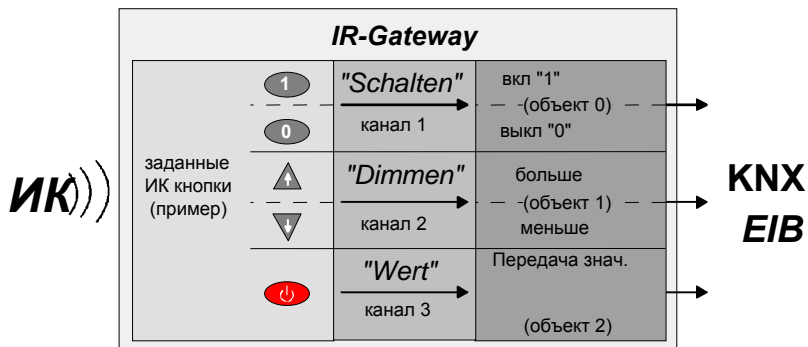 IR-Gateway
ИК
заданные
ИК кнопки
(пример)
1
0
"Schalten"
канал 1
вкл "1"
(объект 0)
выкл "0"
"Dimmen"
канал 2
больше
(объект 1)
меньше
"Wert"
канал 3
Передача знач.
(объект 2)
KNX
EIB